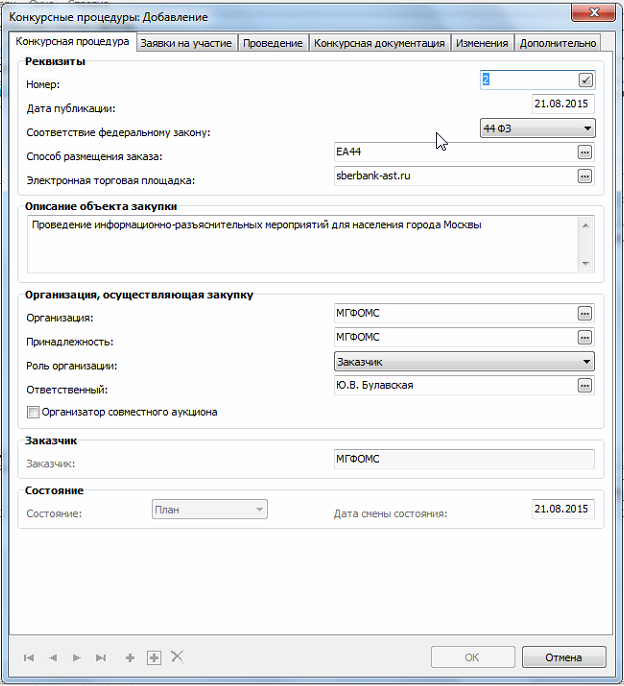 Конкурсные процедуры: Добавление
Конкурсная процедура Заявки на участие Проведение Конкурсная документация Изменения Дополнительно
Реквизиты
Номер: 2
Дата публикации: 21.08.2015
Соответствие федеральному закону: 44 ФЗ
Способ размещения заказа: EA44
Электронная торговая площадка: sberbank-ast.ru
Описание объекта закупки
Проведение информационно-разъяснительных мероприятий для населения города Москвы
Организация, осуществляющая закупку
Организация: МГФОМС
Принадлежность: МГФОМС
Роль организации: Заказчик
Ответственный: Ю.В. Булавская
Организатор совместного аукциона
Заказчик
Заказчик: МГФОМС
Состояние
Состояние: План Дата смены состояния: 21.08.2015
OK Отмена